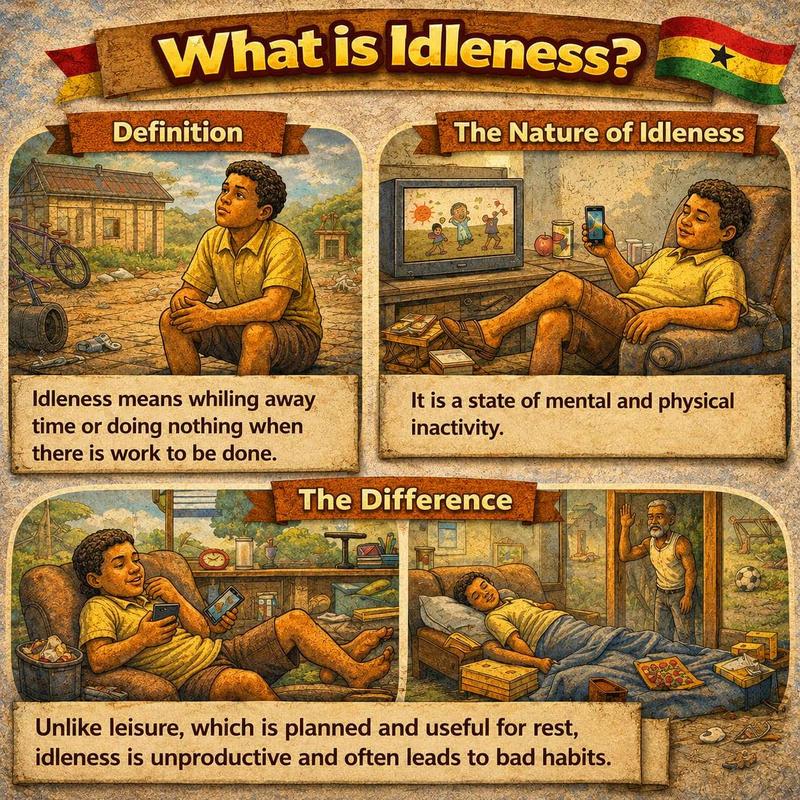 What is Idleness?
Definition
The Nature of Idleness
Idleness means whiling away
time or doing nothing when
there is work to be done.
It is a state of mental and physical
inactivity.
The Difference
Unlike leisure, which is planned and useful for rest,
idleness is unproductive and often leads to bad habits.